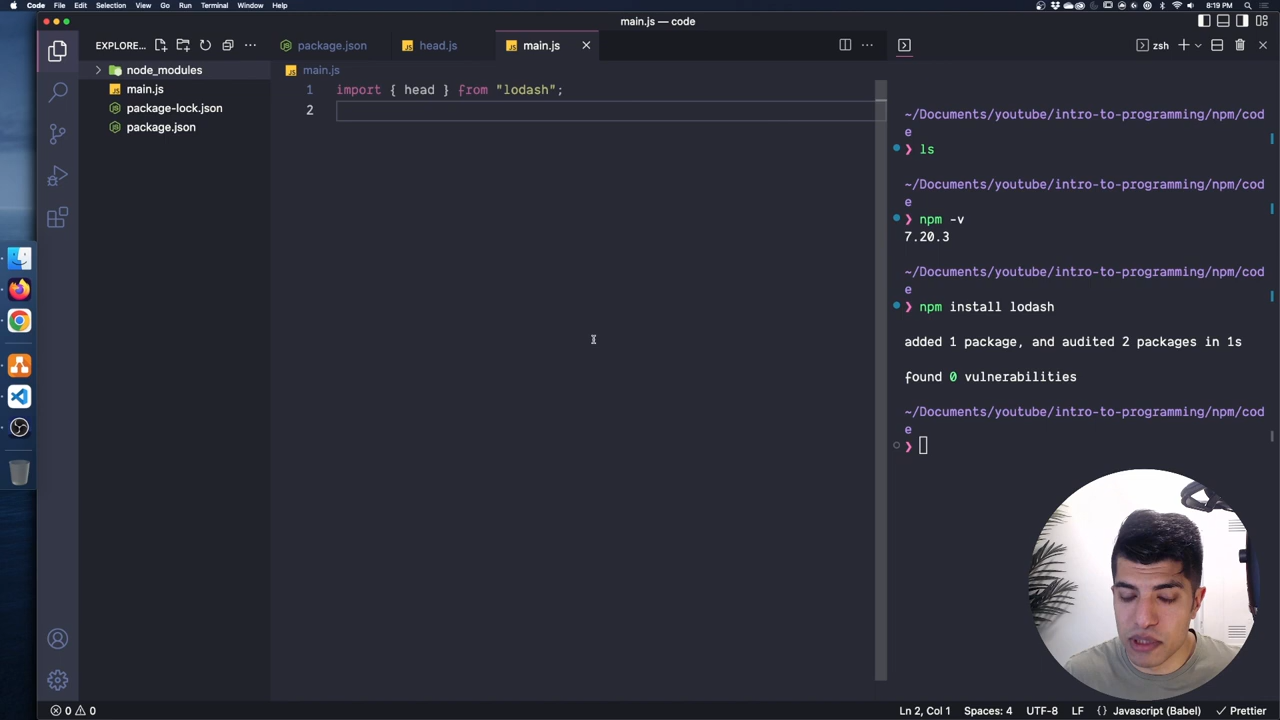 Code File Edit Selection View Go Run Terminal Window Help 8:19 PM
main.js — code
EXPLORE... package.json head.js main.js zsh
node_modules
main.js
package-lock.json
package.json
main.js
1 import { head } from "lodash";
2
~/Documents/youtube/intro-to-programming/npm/cod
e
❯ ls
~/Documents/youtube/intro-to-programming/npm/cod
e
❯ npm -v
7.20.3
~/Documents/youtube/intro-to-programming/npm/cod
e
❯ npm install lodash
added 1 package, and audited 2 packages in 1s
found 0 vulnerabilities
~/Documents/youtube/intro-to-programming/npm/cod
e
❯
0 0 Ln 2, Col 1 Spaces: 4 UTF-8 LF {} Javascript (Babel) Prettier